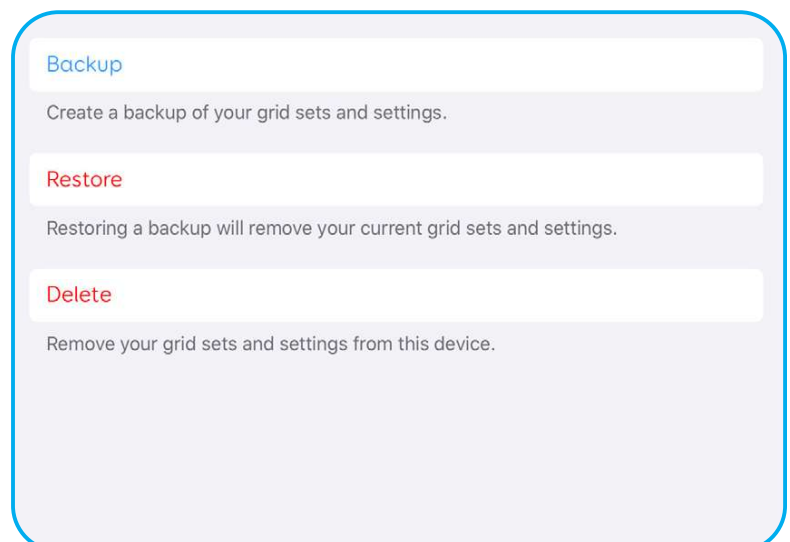 Backup
Create a backup of your grid sets and settings.
Restore
Restoring a backup will remove your current grid sets and settings.
Delete
Remove your grid sets and settings from this device.